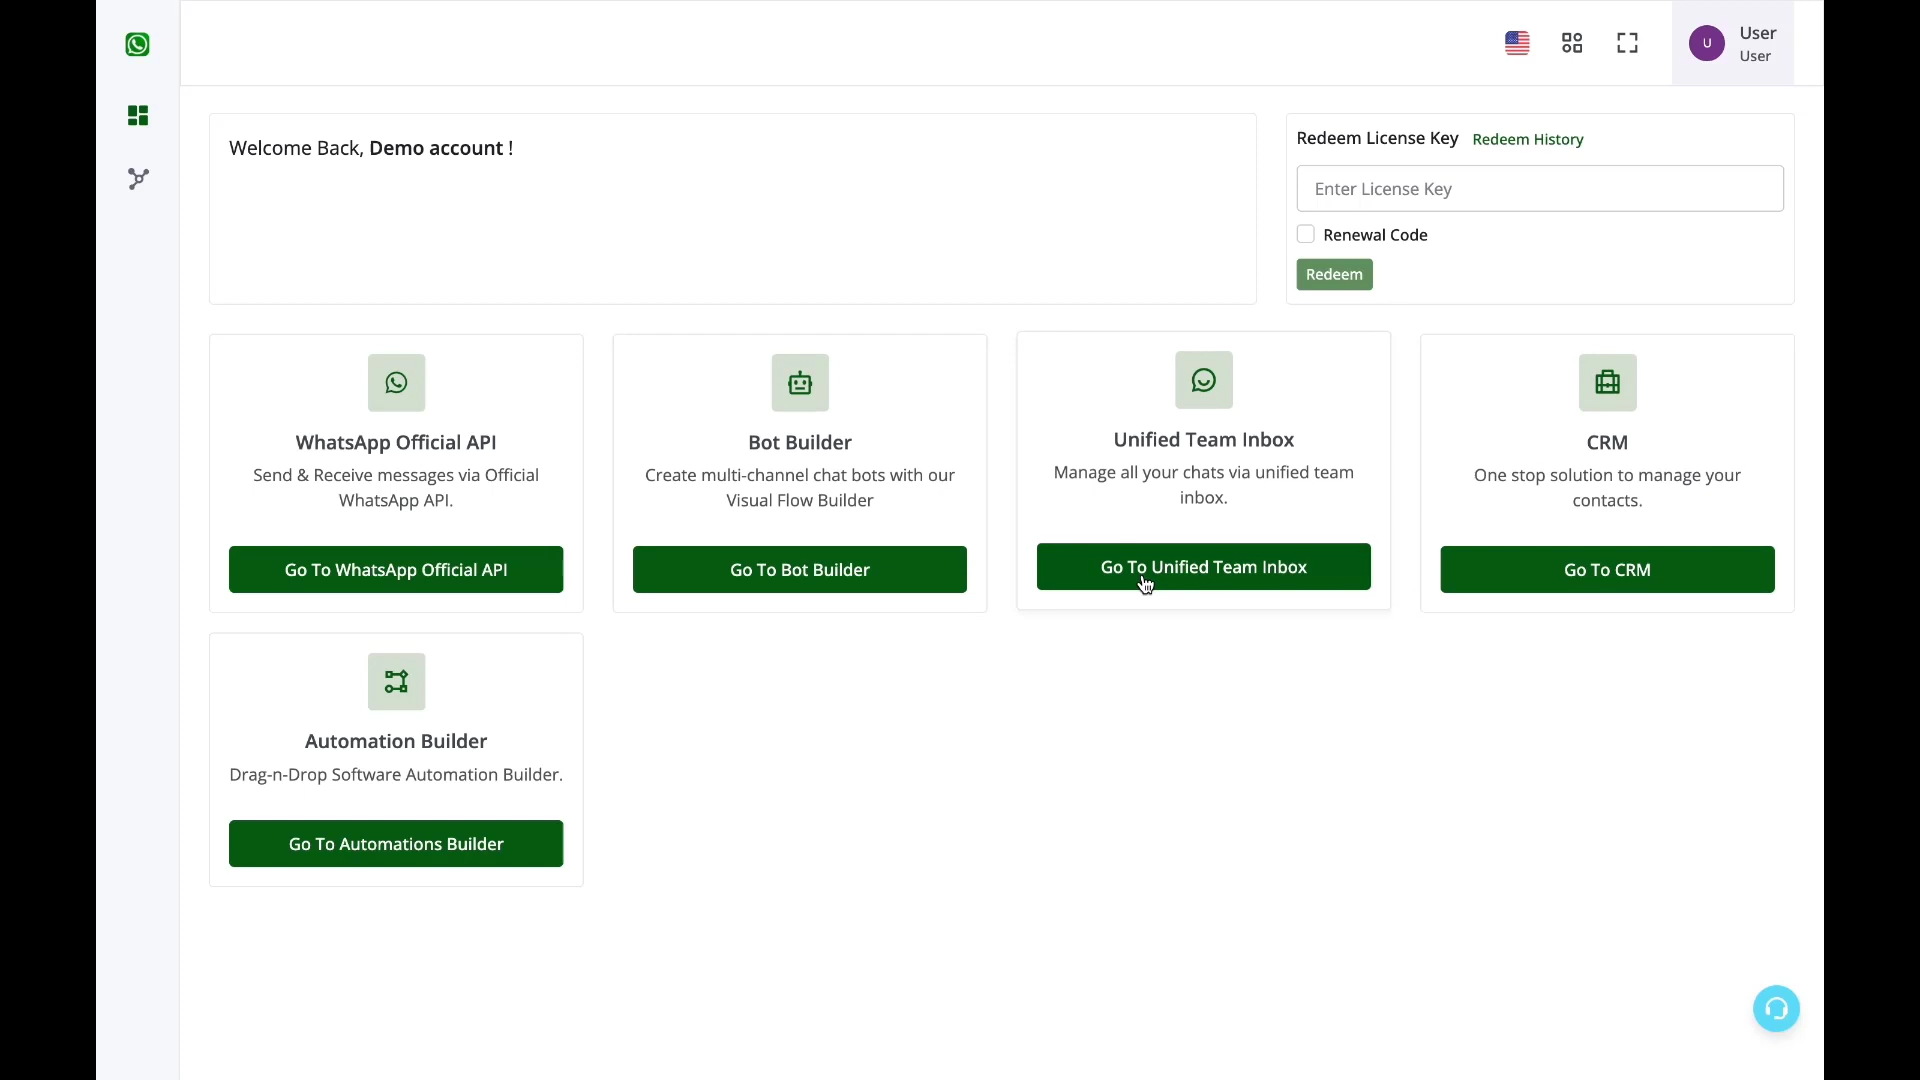 U
User
User
Welcome Back, Demo account !
Redeem License Key Redeem History
Enter License Key
Renewal Code
Redeem
WhatsApp Official API
Send & Receive messages via Official
WhatsApp API.
Go To WhatsApp Official API
Bot Builder
Create multi-channel chat bots with our
Visual Flow Builder
Go To Bot Builder
Unified Team Inbox
Manage all your chats via unified team
inbox.
Go To Unified Team Inbox
CRM
One stop solution to manage your
contacts.
Go To CRM
Automation Builder
Drag-n-Drop Software Automation Builder.
Go To Automations Builder